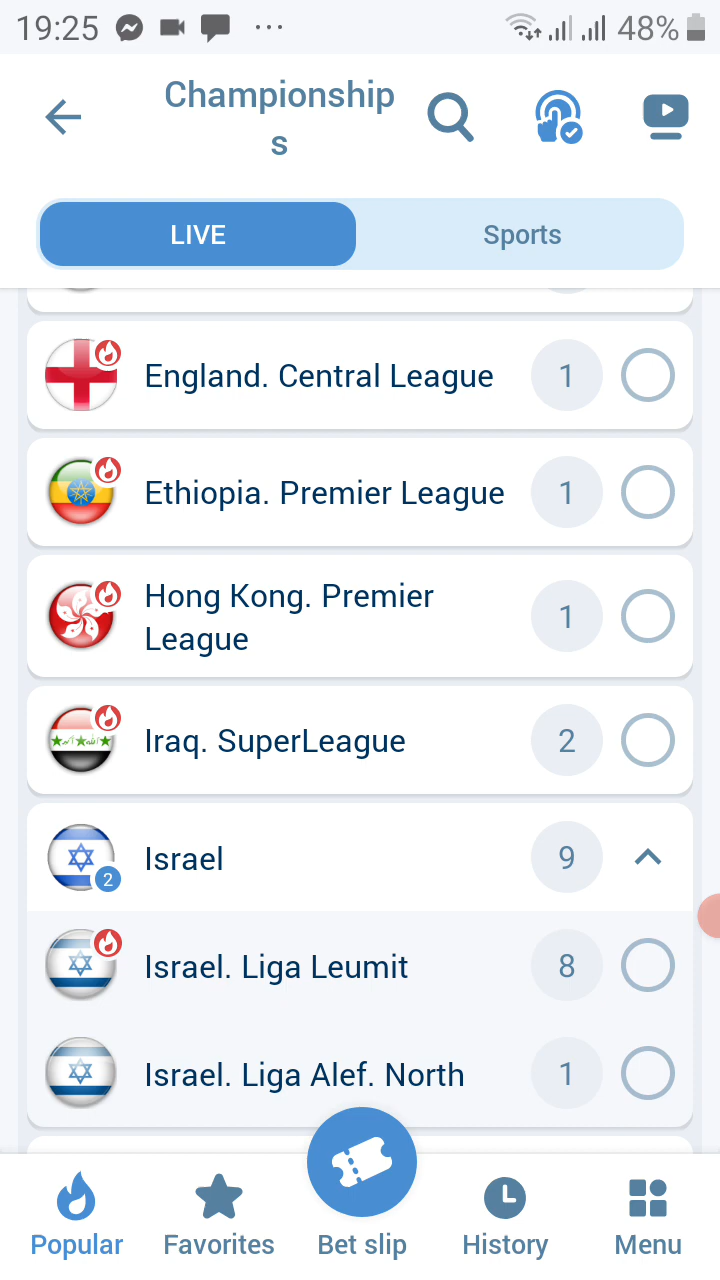 19:25
48%
Championship
s
LIVE
Sports
England. Central League
1
Ethiopia. Premier League
1
Hong Kong. Premier
League
1
Iraq. SuperLeague
2
2
Israel
9
Israel. Liga Leumit
8
Israel. Liga Alef. North
1
Popular
Favorites
Bet slip
History
Menu